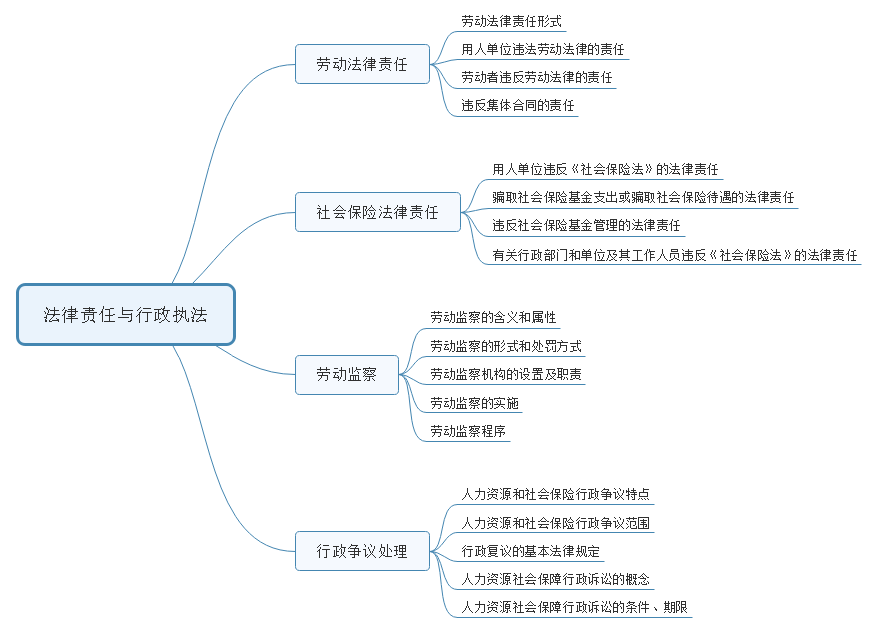 劳动法律责任形式
用人单位违法劳动法律的责任
劳动法律责任
劳动者违反劳动法律的责任
违反集体合同的责任
用人单位违反《社会保险法》的法律责任
骗取社会保险基金支出或骗取社会保险待遇的法律责任
社会保险法律责任
违反社会保险基金管理的法律责任
有关行政部门和单位及其工作人员违反《社会保险法》的法律责任
法律责任与行政执法
劳动监察的含义和属性
劳动监察的形式和处罚方式
劳动监察
劳动监察机构的设置及职责
劳动监察的实施
劳动监察程序
人力资源和社会保险行政争议特点
人力资源和社会保险行政争议范围
行政争议处理
行政复议的基本法律规定
人力资源社会保障行政诉讼的概念
人力资源社会保障行政诉讼的条件、期限